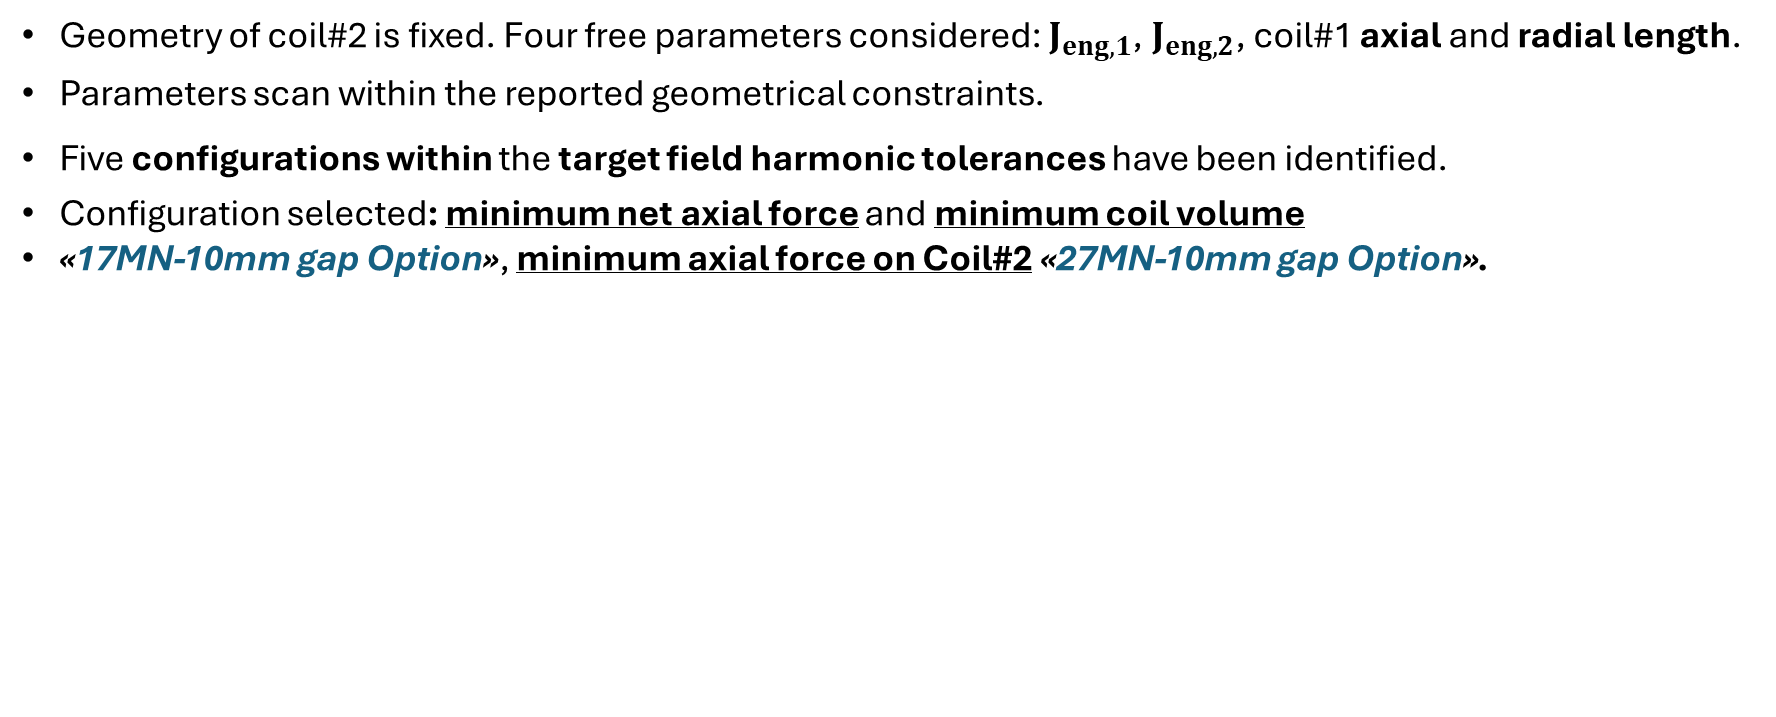 • Geometry of coil#2 is fixed. Four free parameters considered: J_eng,1, J_eng,2, coil#1 axial and radial length.
• Parameters scan within the reported geometrical constraints.
• Five configurations within the target field harmonic tolerances have been identified.
• Configuration selected: minimum net axial force and minimum coil volume
• «17MN-10mm gap Option», minimum axial force on Coil#2 «27MN-10mm gap Option».